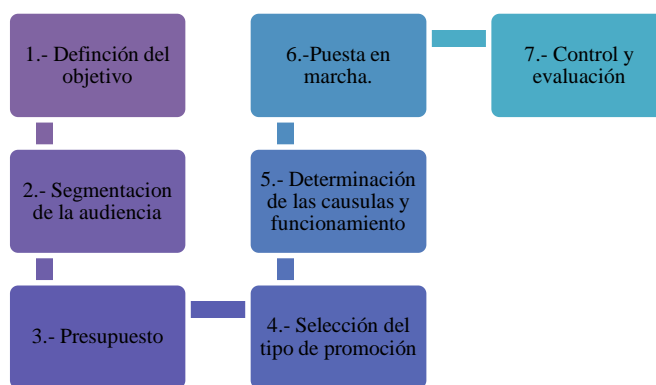 1.- Definción del
objetivo
2.- Segmentacion
de la audiencia
3.- Presupuesto
4.- Selección del
tipo de promoción
5.- Determinación
de las causulas y
funcionamiento
6.-Puesta en
marcha.
7.- Control y
evaluación